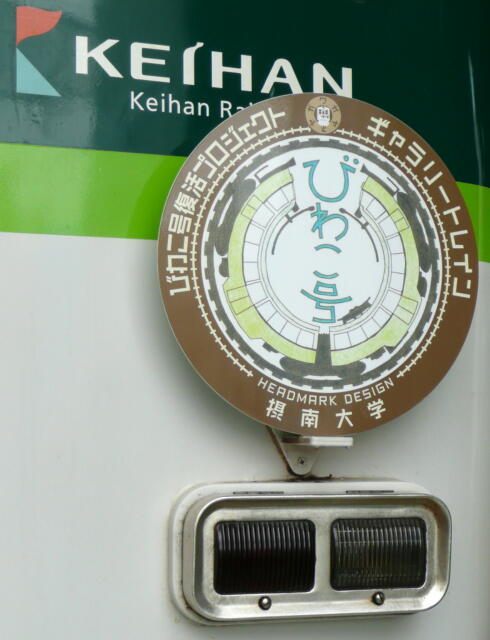 KEIHAN
Keihan
びわこ号復活プロジェクト
ギャラリートレイン
びわこ号
HEADMARK DESIGN
摂南大学